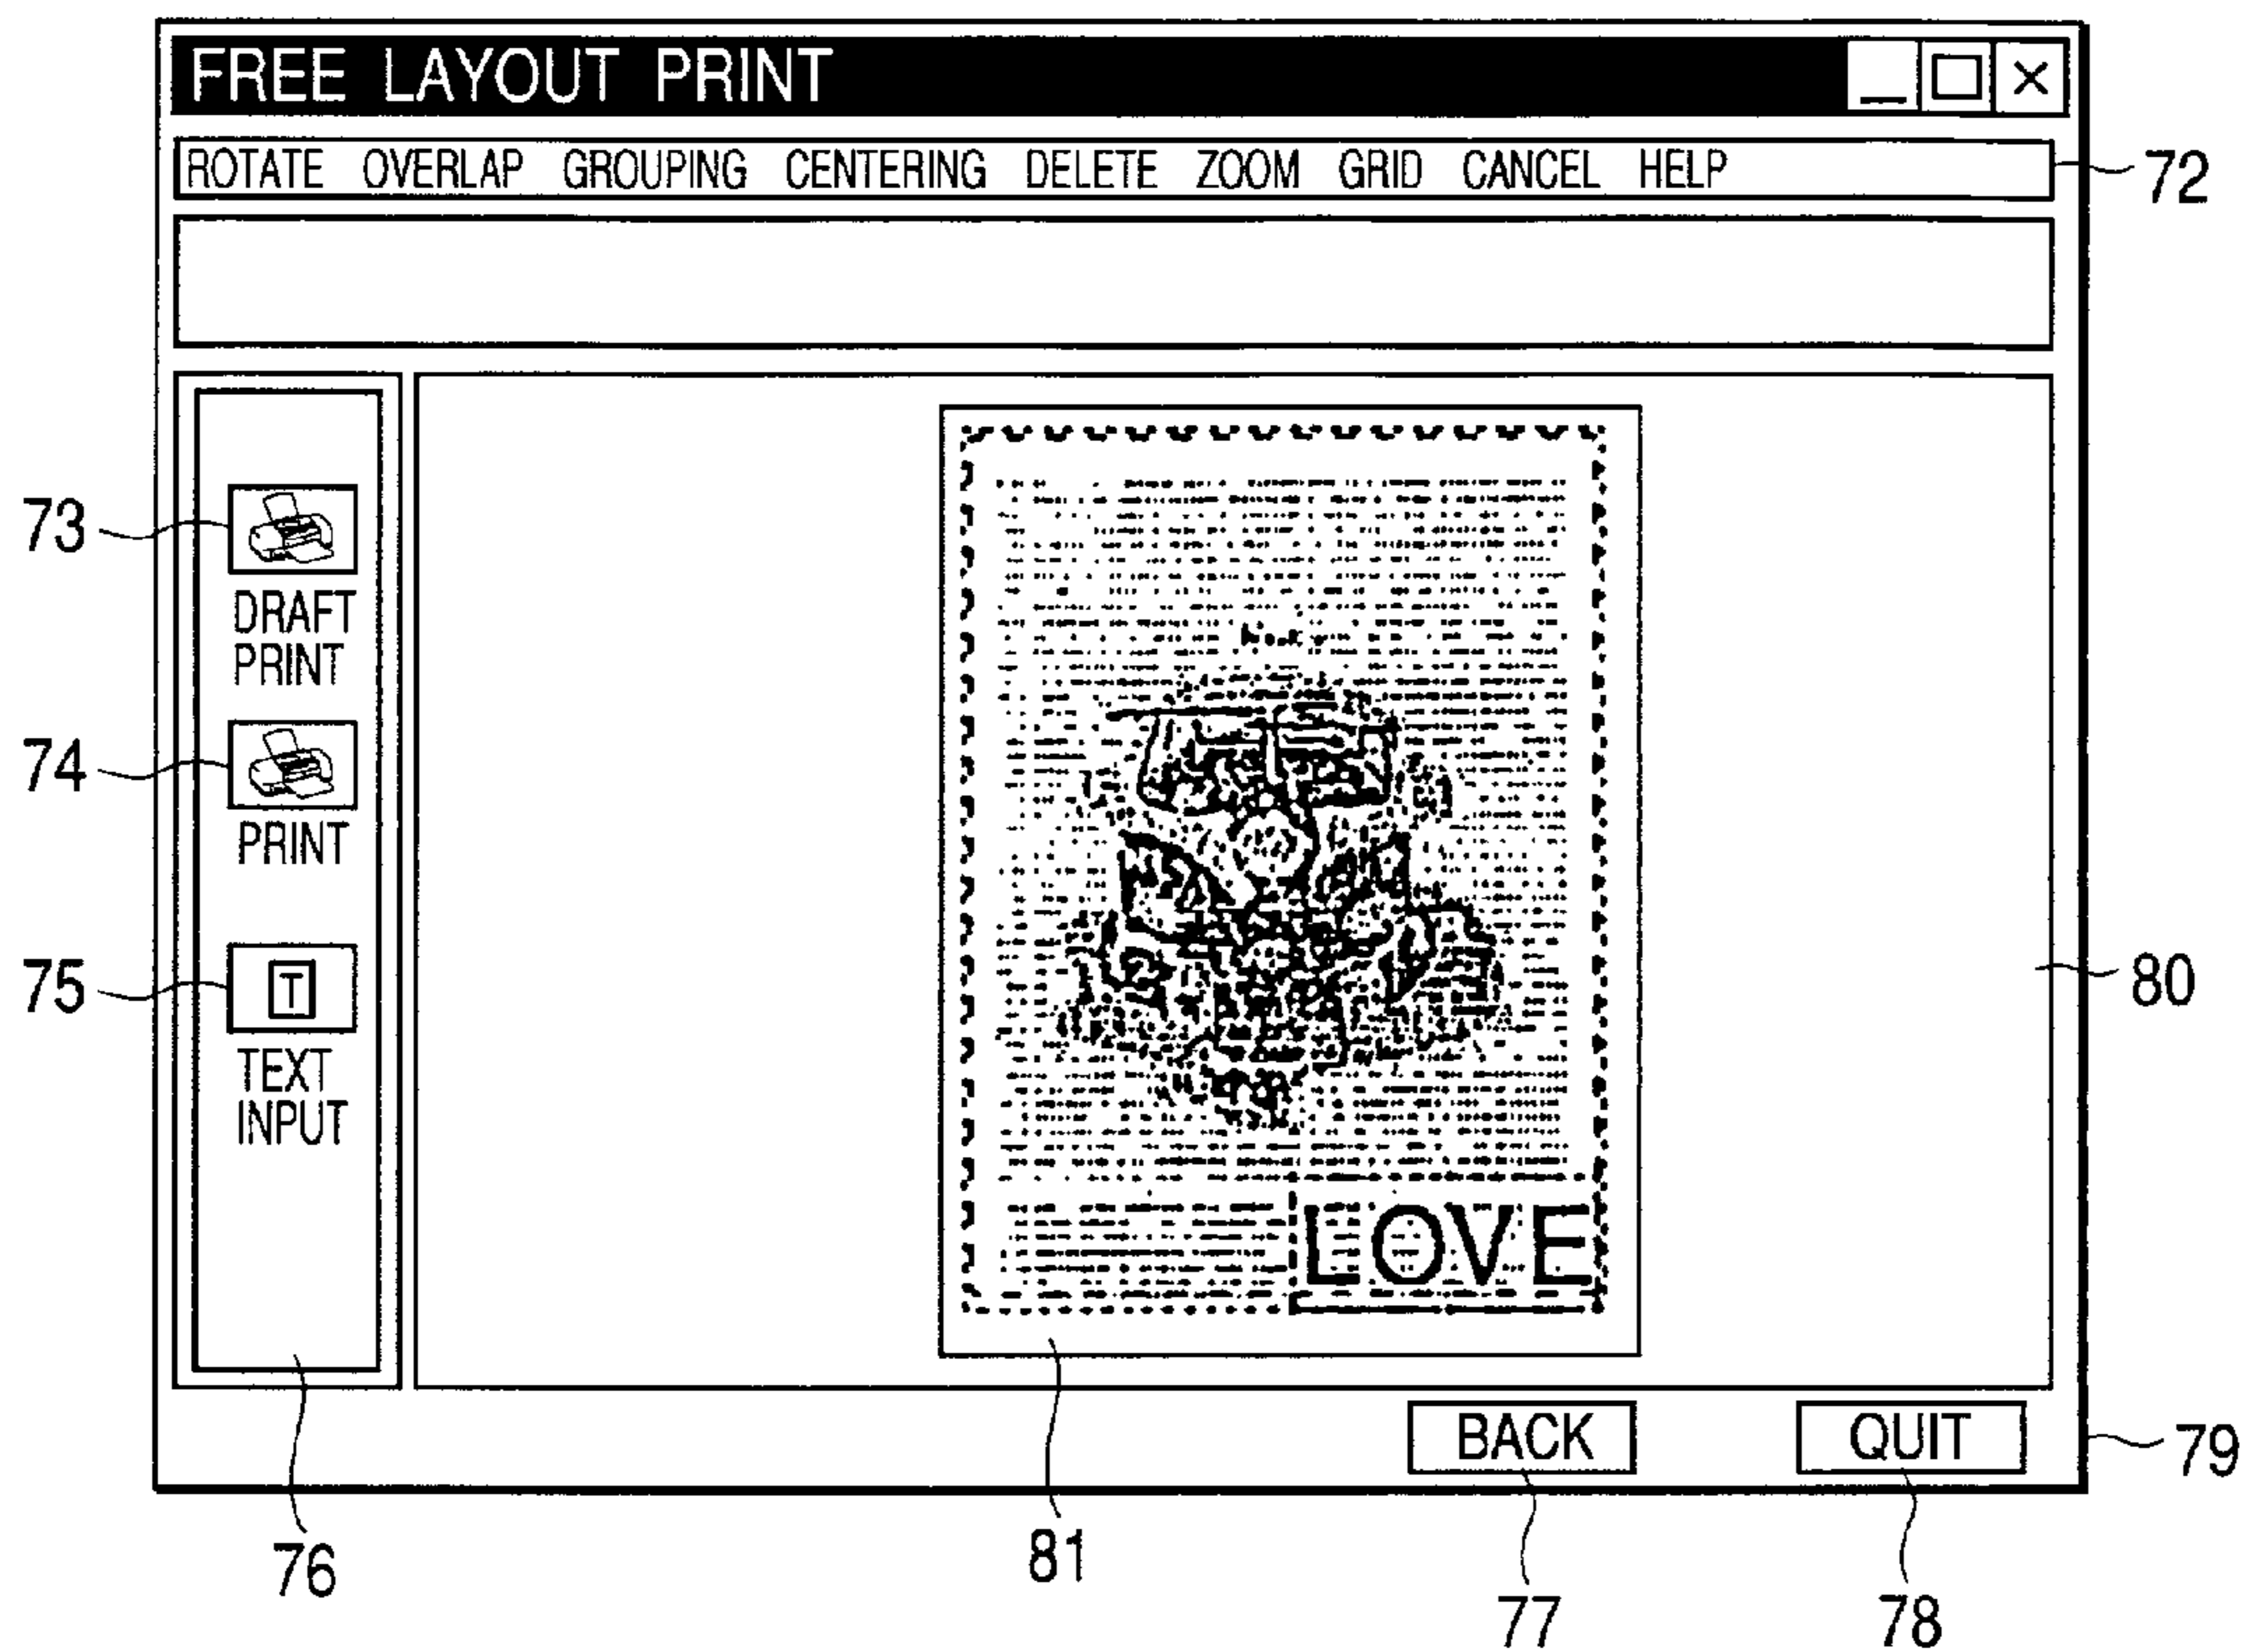 FREE LAYOUT PRINT
ROTATE OVERLAP GROUPING CENTERING DELETE ZOOM GRID CANCEL HELP
72
73
DRAFT
PRINT
74
PRINT
75
T
TEXT
INPUT
80
LOVE
BACK
QUIT
79
76
81
77
78